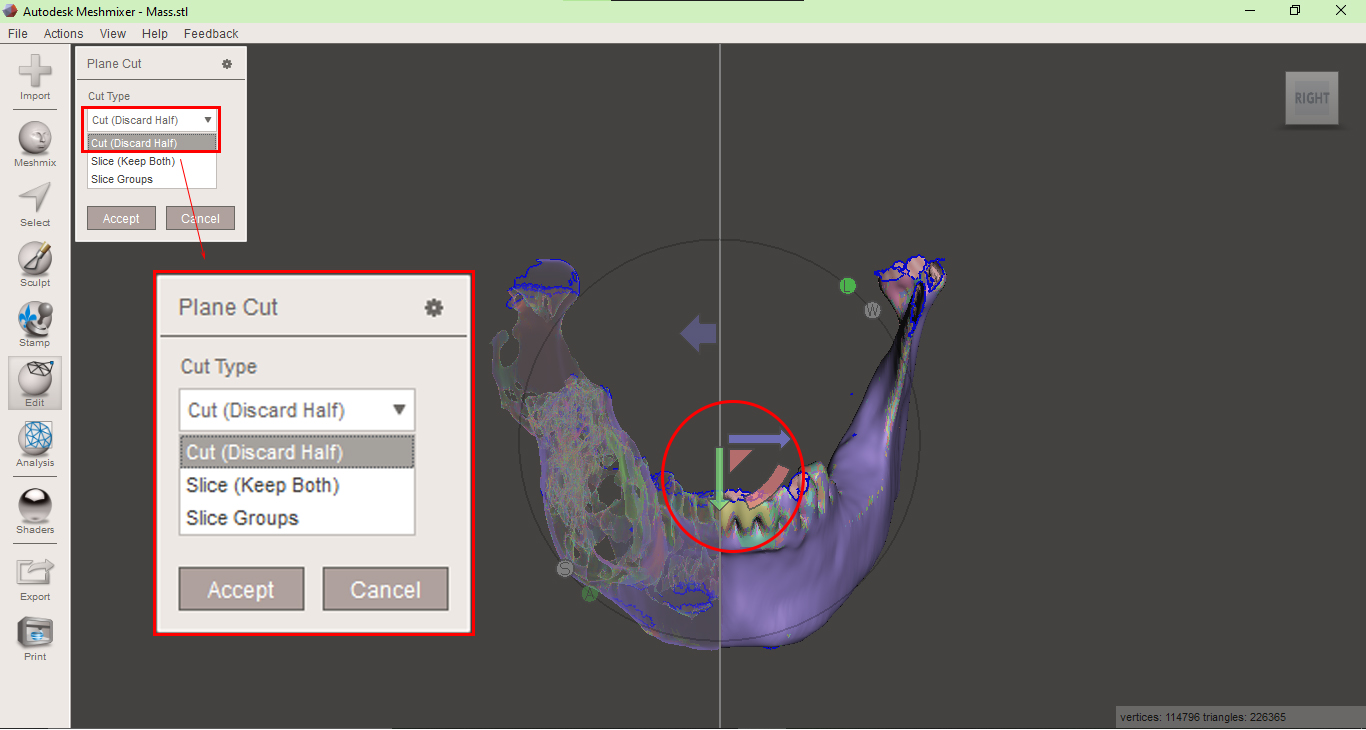 Autodesk Meshmixer - Mass.stl
File Actions View Help Feedback
Import
Meshmix
Select
Sculpt
Stamp
Edit
Analysis
Shaders
Export
Print
Plane Cut
Cut Type
Cut (Discard Half)
Cut (Discard Half)
Slice (Keep Both)
Slice Groups
Accept Cancel
Plane Cut
Cut Type
Cut (Discard Half)
Cut (Discard Half)
Slice (Keep Both)
Slice Groups
Accept Cancel
RIGHT
L
W
S
A
vertices: 114796 triangles: 226365